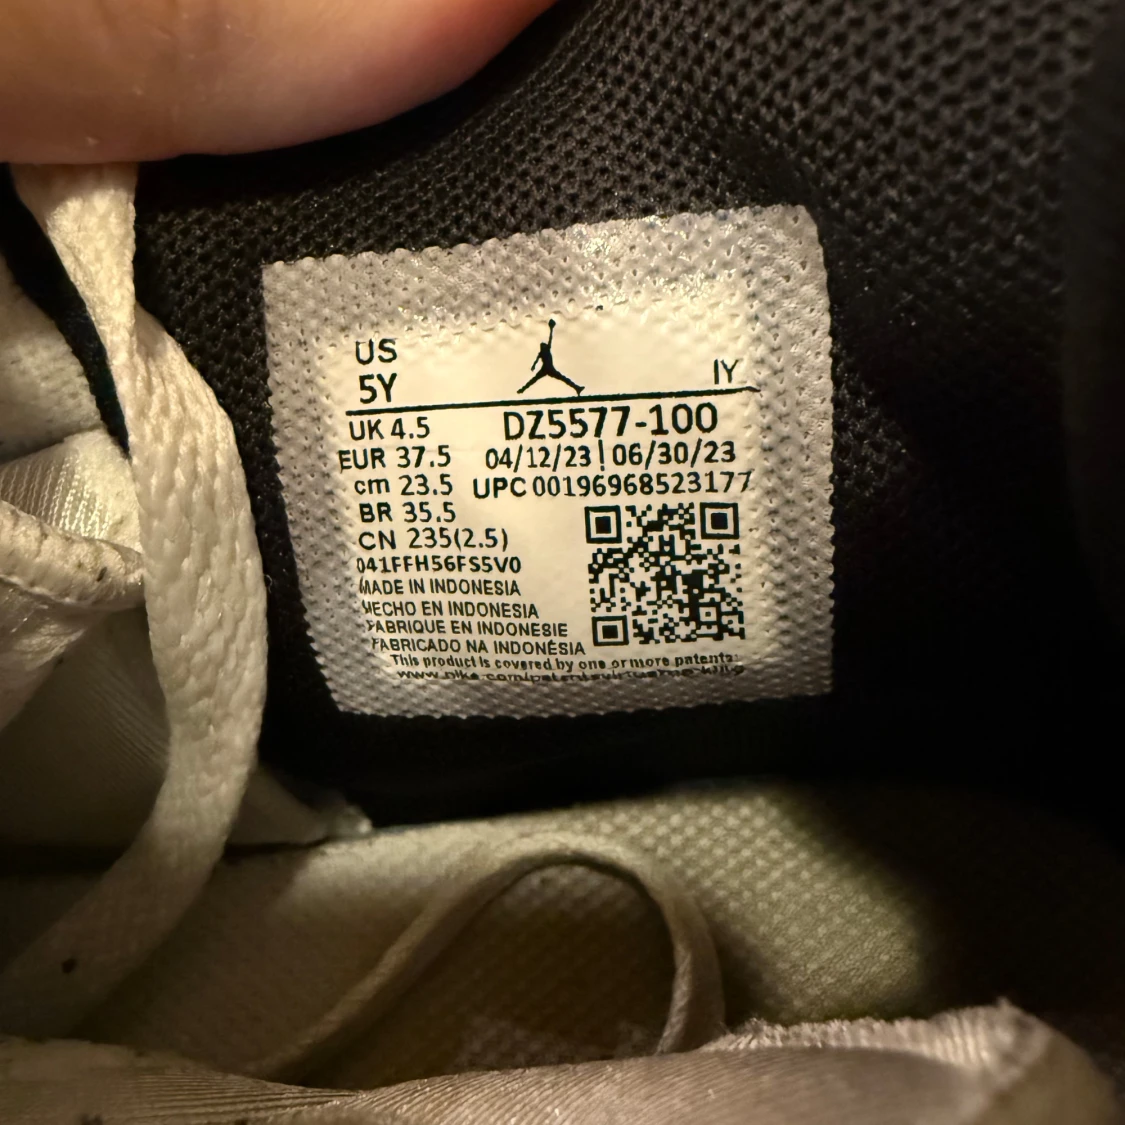 US
5Y
IY
UK 4.5
DZ5577-100
EUR 37.5
04/12/23 06/30/23
cm 23.5
UPC 00196968523177
BR 35.5
CN 235(2.5)
041FFH56FS5V0
MADE IN INDONESIA
HECHO EN INDONESIA
FABRIQUE EN INDONESIE
FABRICADO NA INDONÉSIA
This product is covered by one or more patents: